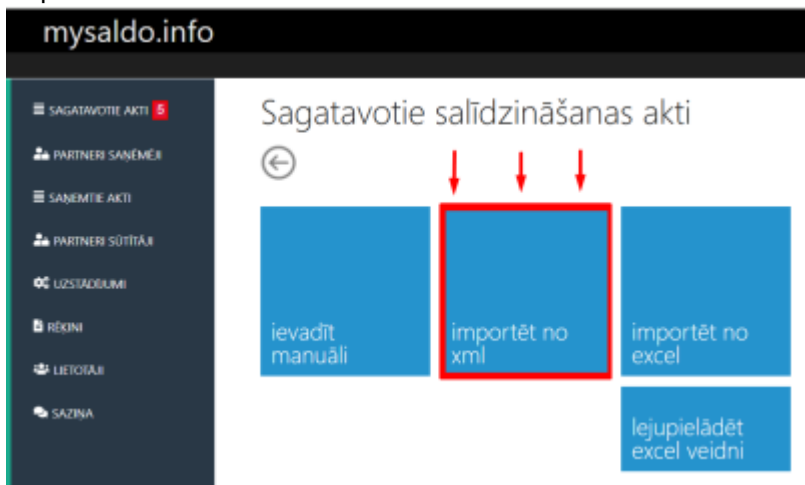 mysaldo.info
SAGATAVOTIE AKTI 5
PARTNERI SAŅĒMĒJI
SAŅEMTIE AKTI
PARTNERI SŪTĪTĀJI
UZSTĀDĪJUMI
RĒĶINI
LIETOTĀJI
SAZIŅA
Sagatavotie salīdzināšanas akti
ievadīt
manuāli
importēt no
xml
importēt no
excel
lejupielādēt
excel veidni